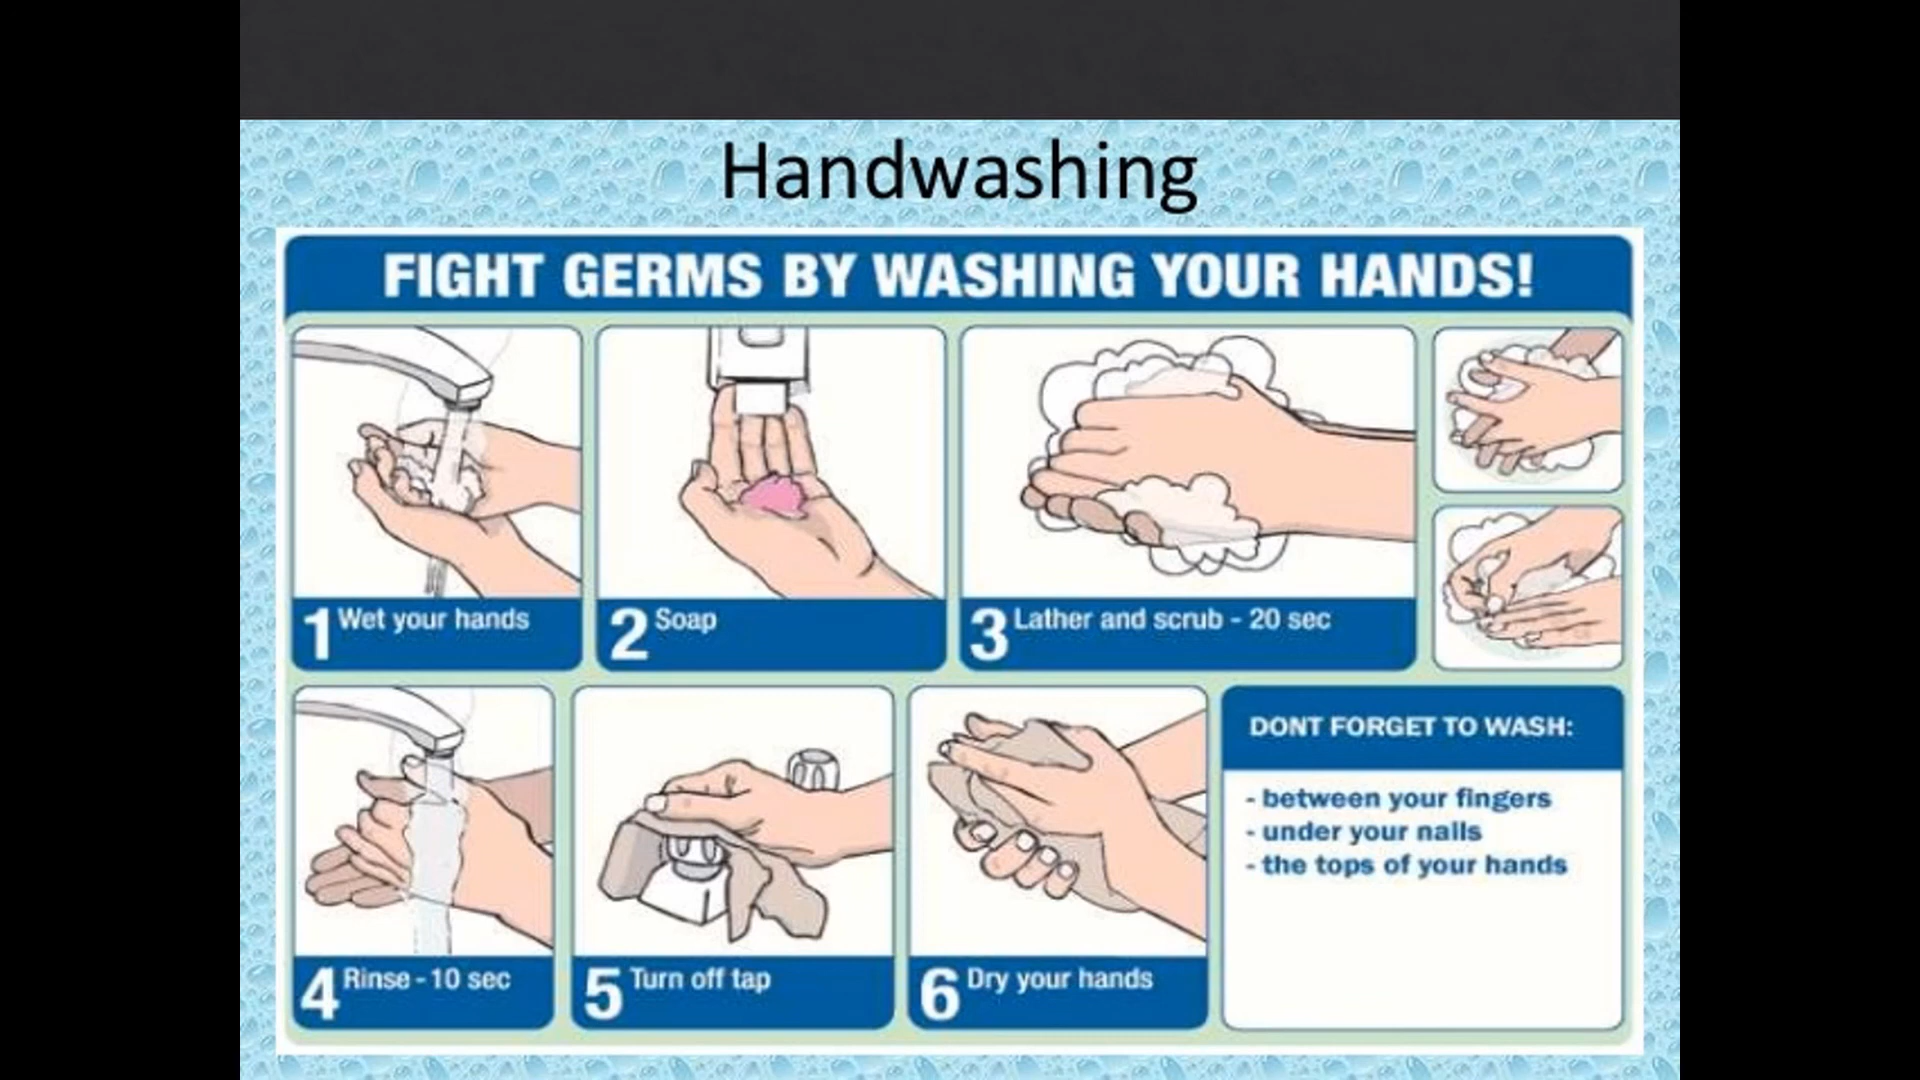 Handwashing
FIGHT GERMS BY WASHING YOUR HANDS!
1 Wet your hands
2 Soap
3 Lather and scrub - 20 sec
4 Rinse - 10 sec
5 Turn off tap
6 Dry your hands
DONT FORGET TO WASH:
- between your fingers
- under your nails
- the tops of your hands